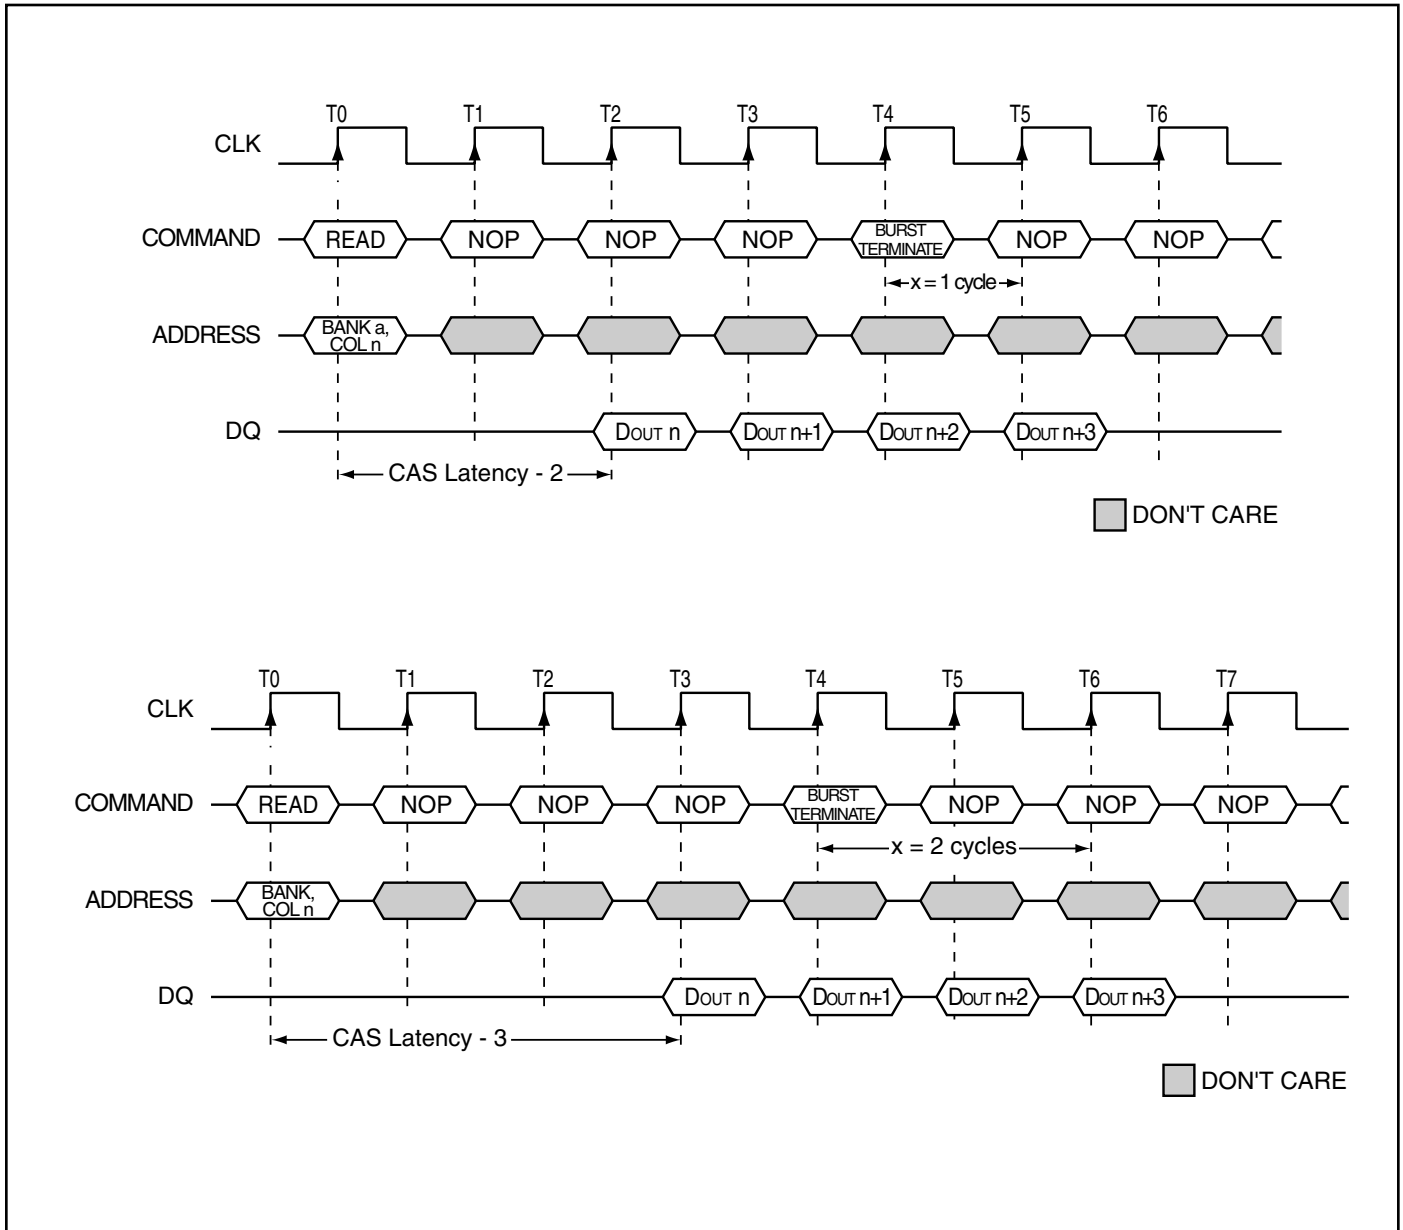 T0 T1 T2 T3 T4 T5 T6
CLK
COMMAND READ NOP NOP NOP BURST TERMINATE NOP NOP
x = 1 cycle
ADDRESS BANK a, COL n
DQ DOUT n DOUT n+1 DOUT n+2 DOUT n+3
CAS Latency - 2
DON'T CARE
T0 T1 T2 T3 T4 T5 T6 T7
CLK
COMMAND READ NOP NOP NOP BURST TERMINATE NOP NOP NOP
x = 2 cycles
ADDRESS BANK, COL n
DQ DOUT n DOUT n+1 DOUT n+2 DOUT n+3
CAS Latency - 3
DON'T CARE